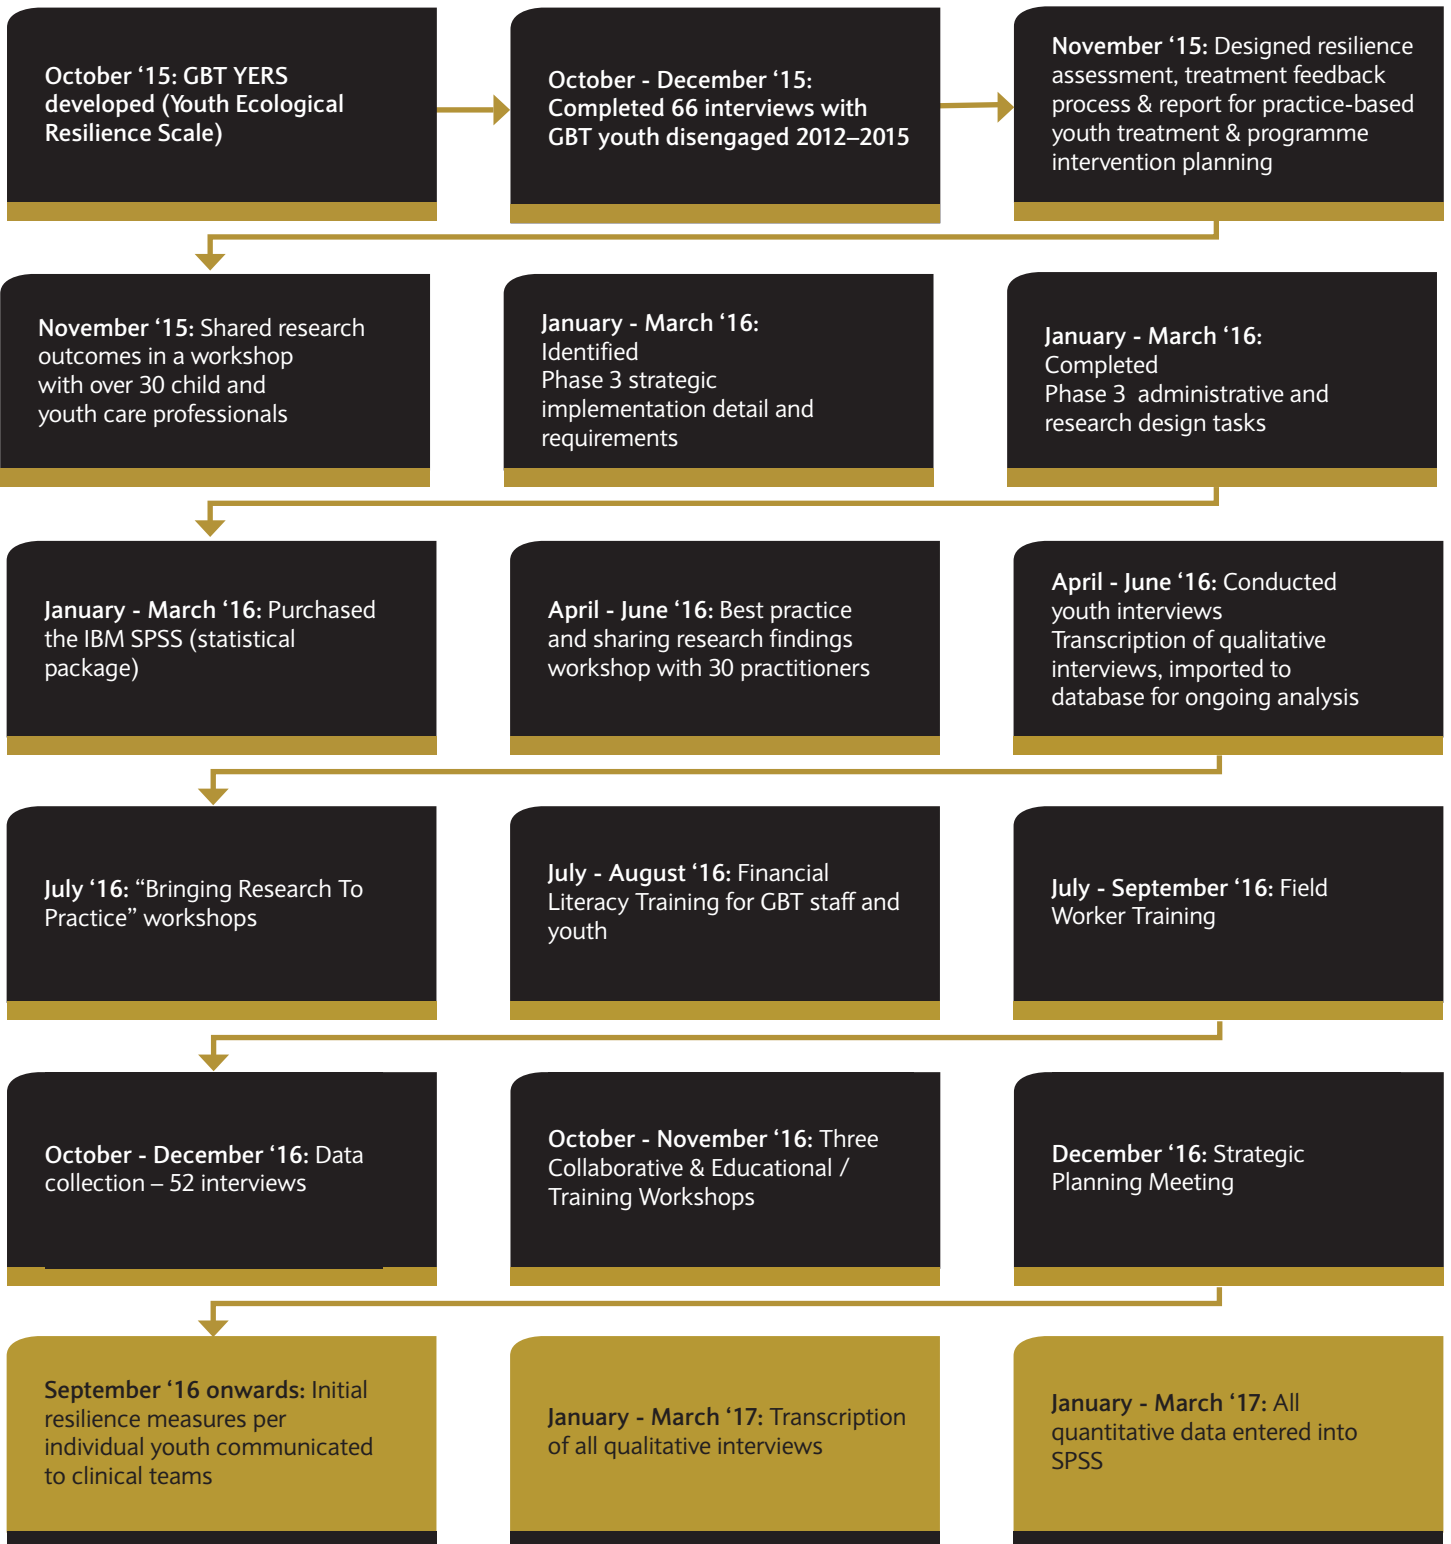 October ‘15: GBT YERS
developed (Youth Ecological
Resilience Scale)
October - December ‘15:
Completed 66 interviews with
GBT youth disengaged 2012–2015
November ‘15: Designed resilience
assessment, treatment feedback
process & report for practice-based
youth treatment & programme
intervention planning
November ‘15: Shared research
outcomes in a workshop
with over 30 child and
youth care professionals
January - March ‘16:
Identified
Phase 3 strategic
implementation detail and
requirements
January - March ‘16:
Completed
Phase 3 administrative and
research design tasks
January - March ‘16: Purchased
the IBM SPSS (statistical
package)
April - June ‘16: Best practice
and sharing research findings
workshop with 30 practitioners
April - June ‘16: Conducted
youth interviews
Transcription of qualitative
interviews, imported to
database for ongoing analysis
July ‘16: “Bringing Research To
Practice” workshops
July - August ‘16: Financial
Literacy Training for GBT staff and
youth
July - September ‘16: Field
Worker Training
October - December ‘16: Data
collection – 52 interviews
October - November ‘16: Three
Collaborative & Educational /
Training Workshops
December ‘16: Strategic
Planning Meeting
September ‘16 onwards: Initial
resilience measures per
individual youth communicated
to clinical teams
January - March ‘17: Transcription
of all qualitative interviews
January - March ‘17: All
quantitative data entered into
SPSS